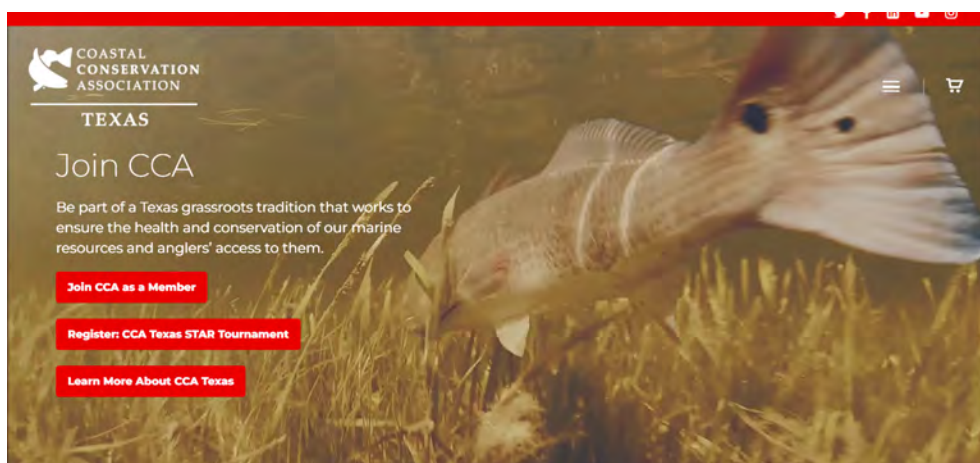 COASTAL
CONSERVATION
ASSOCIATION
TEXAS
Join CCA
Be part of a Texas grassroots tradition that works to
ensure the health and conservation of our marine
resources and anglers' access to them.
Join CCA as a Member
Register: CCA Texas STAR Tournament
Learn More About CCA Texas